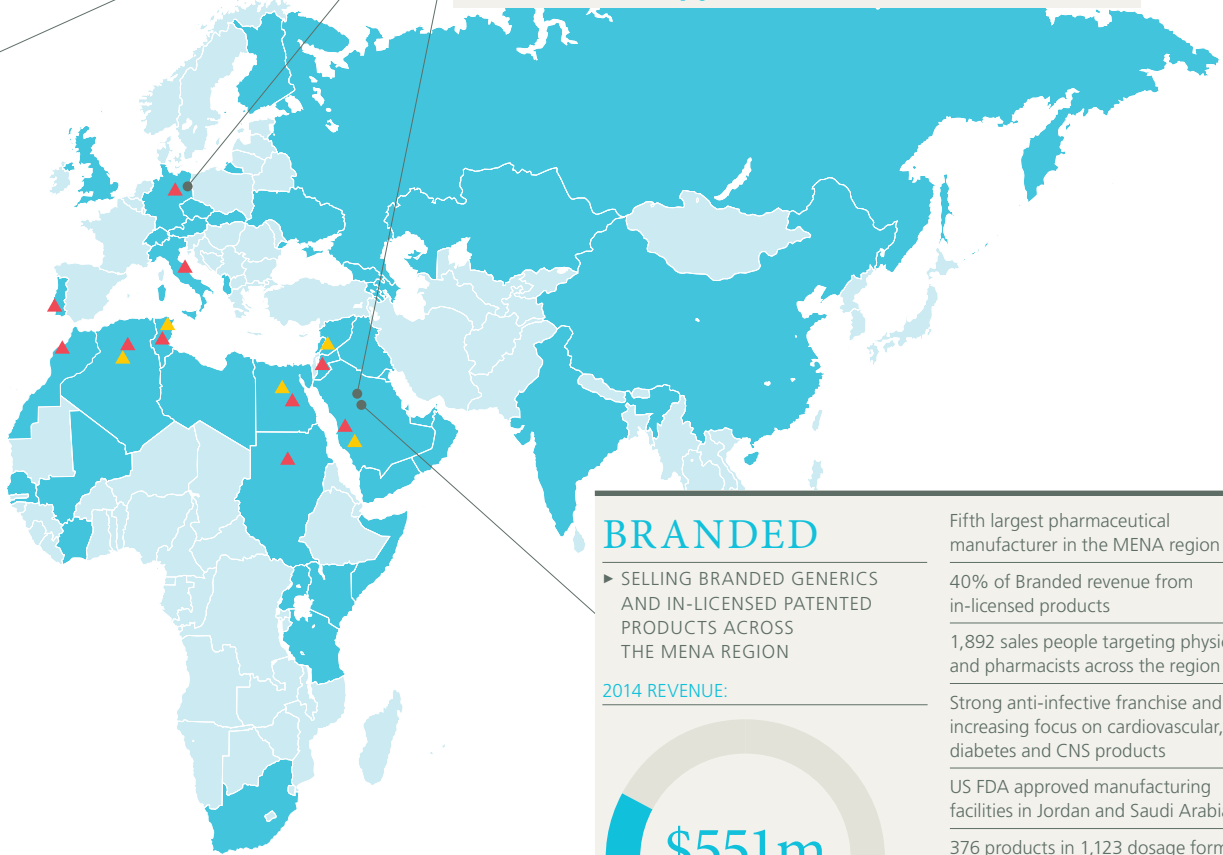 BRANDED
► SELLING BRANDED GENERICS
AND IN-LICENSED PATENTED
PRODUCTS ACROSS
THE MENA REGION
2014 REVENUE:
$551m
Fifth largest pharmaceutical
manufacturer in the MENA region
40% of Branded revenue from
in-licensed products
1,892 sales people targeting
and pharmacists across the region
Strong anti-infective franchise and
increasing focus on cardiovascular,
diabetes and CNS products
US FDA approved manufacturing
facilities in Jordan and Saudi
376 products in 1,123 dosage